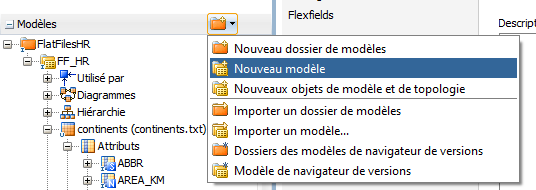 Flexfields
Modèles
Descript
FlatFilesHR
Nouveau dossier de modèles
FF_HR
Nouveau modèle
Utilisé par
Nouveaux objets de modèle et de topologie
Diagrammes
Hiérarchie
Importer un dossier de modèles
continents (continents.txt)
Importer un modèle...
Attributs
Dossiers des modèles de navigateur de versions
ABBR
Modèle de navigateur de versions
AREA_KM